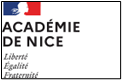 ACADÉMIE
DE NICE
Liberté
Égalité
Fraternité